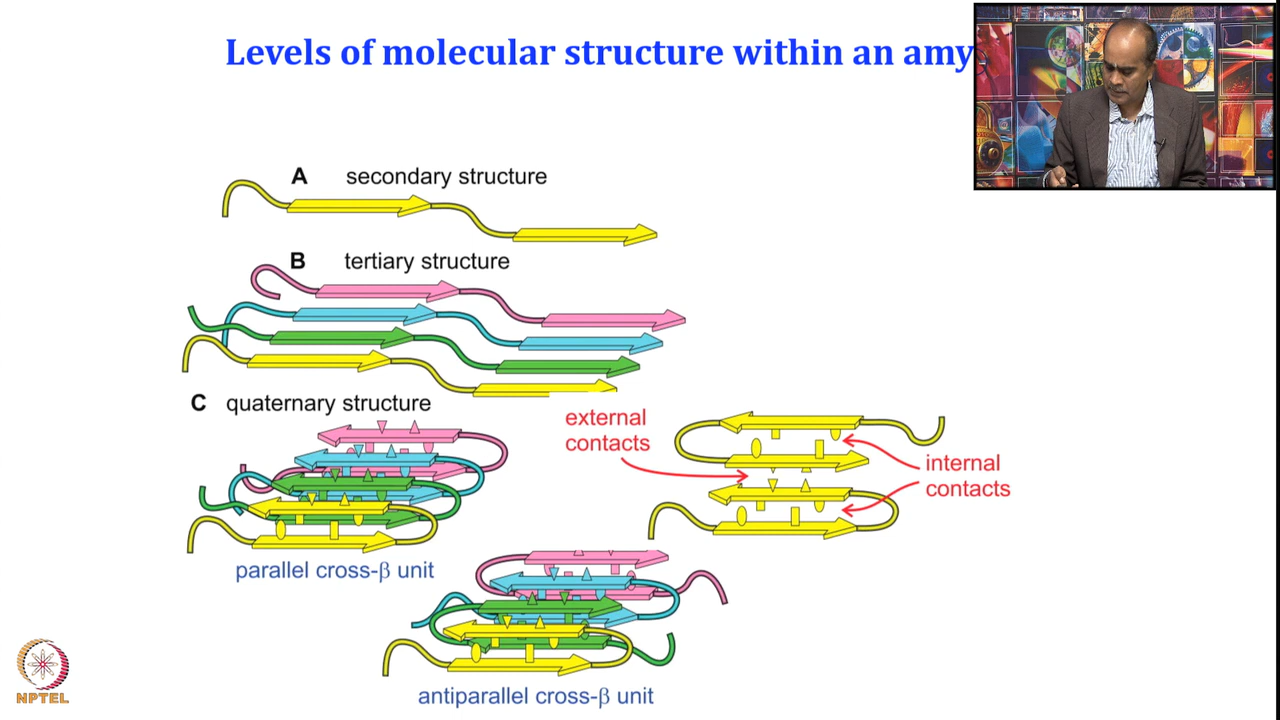 Levels of molecular structure within an amy
A secondary structure
B tertiary structure
C quaternary structure
external
contacts
internal
contacts
parallel cross-β unit
antiparallel cross-β unit
NPTEL